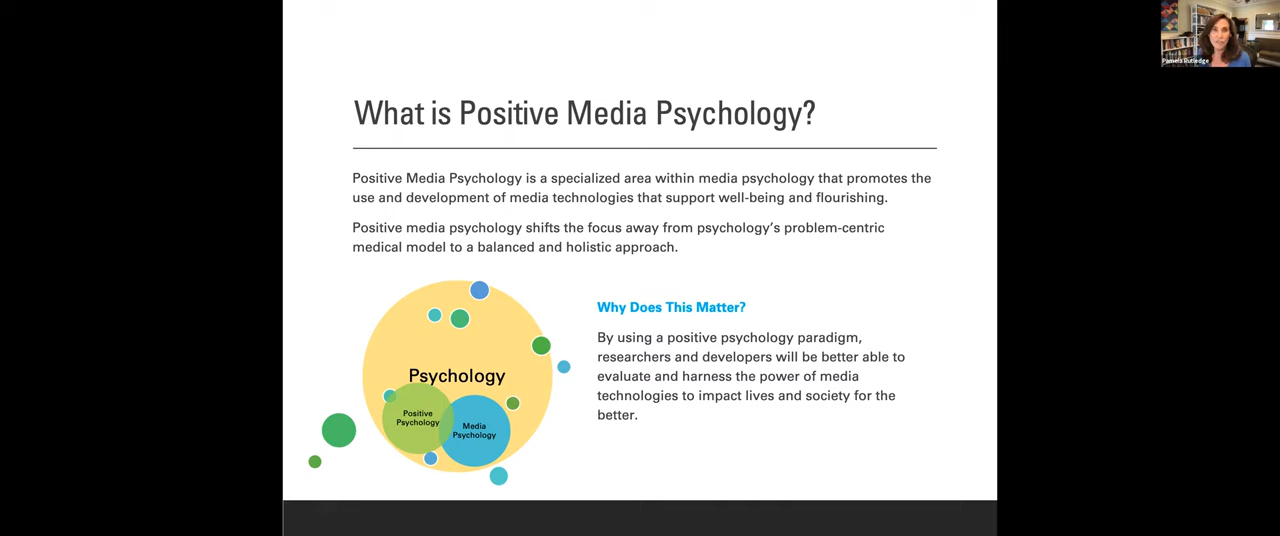 What is Positive Media Psychology?
Positive Media Psychology is a specialized area within media psychology that promotes the
use and development of media technologies that support well-being and flourishing.
Positive media psychology shifts the focus away from psychology’s problem-centric
medical model to a balanced and holistic approach.
Psychology
Positive
Psychology
Media
Psychology
Why Does This Matter?
By using a positive psychology paradigm,
researchers and developers will be better able to
evaluate and harness the power of media
technologies to impact lives and society for the
better.
Pamela Rutledge